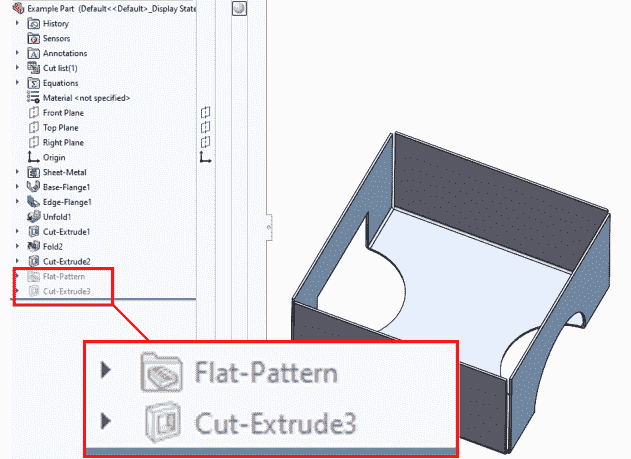 Example Part (Default<<Default>_Display State
History
Sensors
Annotations
Cut list(1)
Equations
Material <not specified>
Front Plane
Top Plane
Right Plane
Origin
Sheet-Metal
Base-Flange1
Edge-Flange1
Unfold1
Cut-Extrude1
Fold2
Cut-Extrude2
Flat-Pattern
Cut-Extrude3
Flat-Pattern
Cut-Extrude3